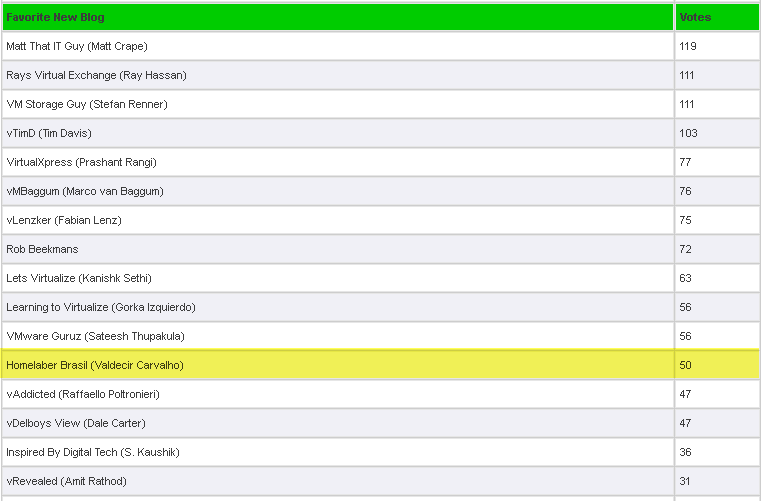 Favorite New Blog Votes
Matt That IT Guy (Matt Crape) 119
Rays Virtual Exchange (Ray Hassan) 111
VM Storage Guy (Stefan Renner) 111
vTimD (Tim Davis) 103
VirtualXpress (Prashant Rangi) 77
vMBaggum (Marco van Baggum) 76
vLenzker (Fabian Lenz) 75
Rob Beekmans 72
Lets Virtualize (Kanishk Sethi) 63
Learning to Virtualize (Gorka Izquierdo) 56
VMware Guruz (Sateesh Thupakula) 56
Homelaber Brasil (Valdecir Carvalho) 50
vAddicted (Raffaello Poltronieri) 47
vDelboys View (Dale Carter) 47
Inspired By Digital Tech (S. Kaushik) 36
vRevealed (Amit Rathod) 31